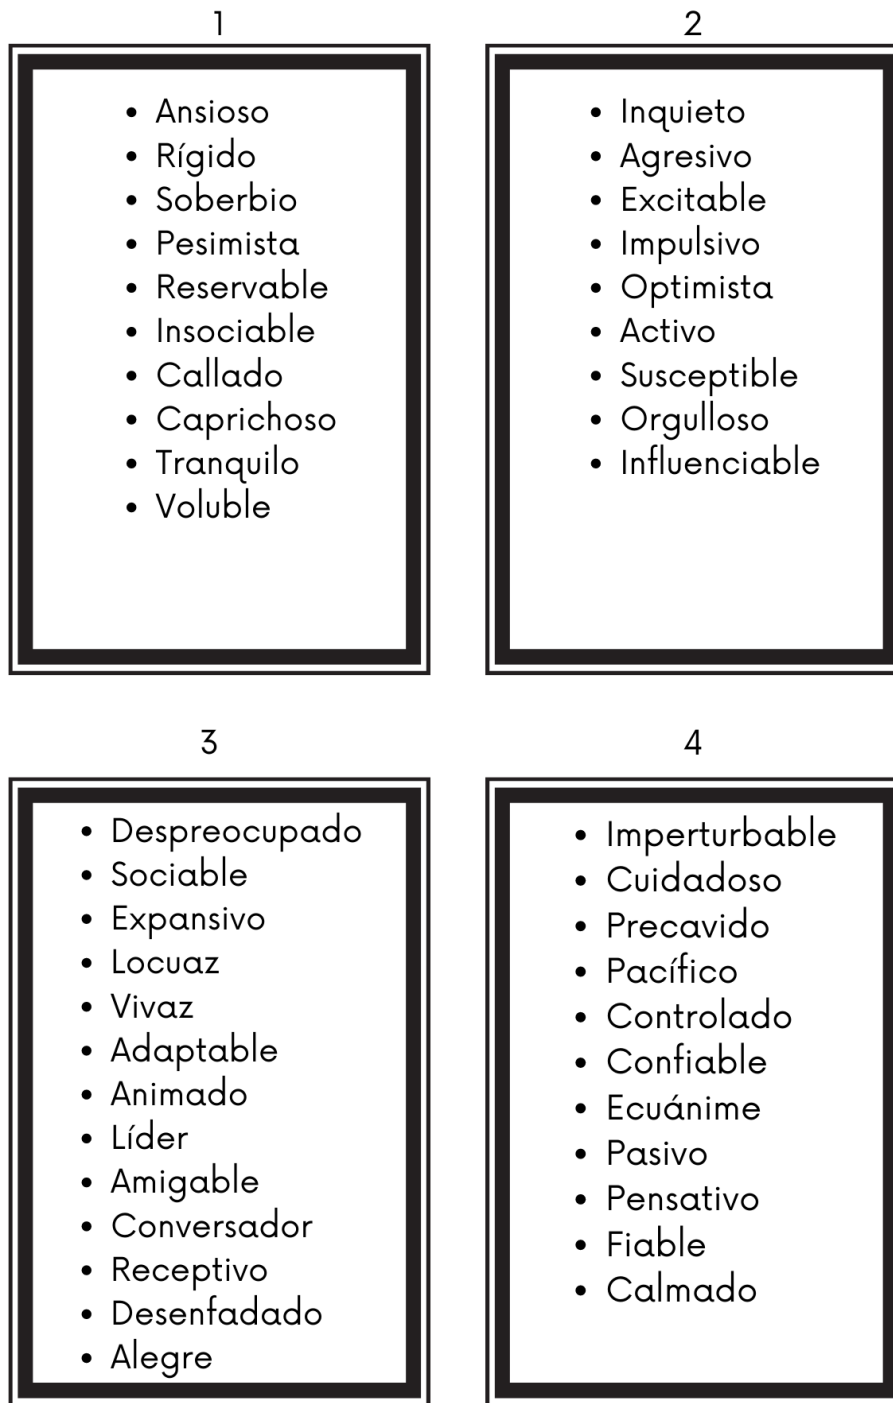 1
• Ansioso
• Rígido
• Soberbio
• Pesimista
• Reservable
• Insociable
• Callado
• Caprichoso
• Tranquilo
• Voluble
2
• Inquieto
• Agresivo
• Excitable
• Impulsivo
• Optimista
• Activo
• Susceptible
• Orgulloso
• Influenciable
3
• Despreocupado
• Sociable
• Expansivo
• Locuaz
• Vivaz
• Adaptable
• Animado
• Líder
• Amigable
• Conversador
• Receptivo
• Desenfadado
• Alegre
4
• Imperturbable
• Cuidadoso
• Precavido
• Pacífico
• Controlado
• Confiable
• Ecuánime
• Pasivo
• Pensativo
• Fiable
• Calmado